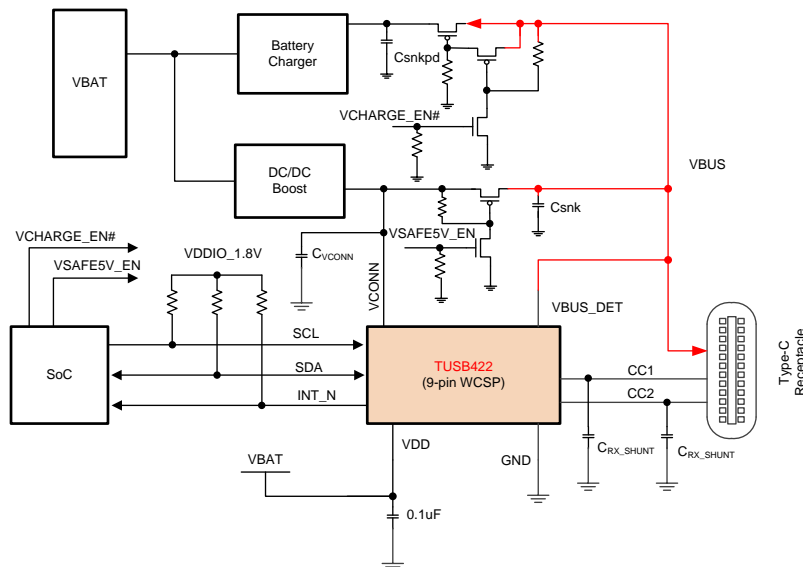 Battery
Charger
Csnkpd
VBAT
VCHARGE_EN#
VBUS
DC/DC
Boost
Csnk
VSAFE5V_EN
VCHARGE_EN#
VDDIO_1.8V
VSAFE5V_EN
CVCONN
VCONN
VBUS_DET
SoC
SCL
SDA
INT_N
TUSB422
(9-pin WCSP)
CC1
CC2
Type-C
Receptacle
VDD
GND
CRX_SHUNT
CRX_SHUNT
VBAT
0.1uF